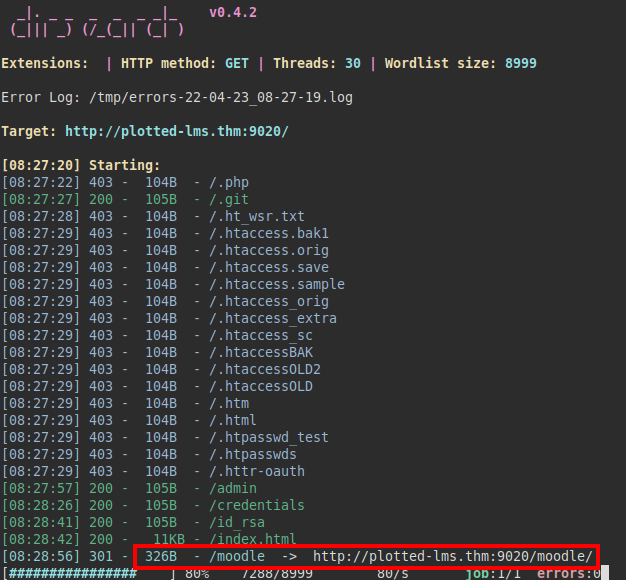 _|. _ _  _  _  _ _|_    v0.4.2
(_||| _) (/_(_|| (_| )
Extensions:  | HTTP method: GET | Threads: 30 | Wordlist size: 8999
Error Log: /tmp/errors-22-04-23_08-27-19.log
Target: http://plotted-lms.thm:9020/
[08:27:20] Starting:
[08:27:22] 403 -  104B  - /.php
[08:27:27] 200 -  105B  - /.git
[08:27:28] 403 -  104B  - /.ht_wsr.txt
[08:27:29] 403 -  104B  - /.htaccess.bak1
[08:27:29] 403 -  104B  - /.htaccess.orig
[08:27:29] 403 -  104B  - /.htaccess.save
[08:27:29] 403 -  104B  - /.htaccess.sample
[08:27:29] 403 -  104B  - /.htaccess_orig
[08:27:29] 403 -  104B  - /.htaccess_extra
[08:27:29] 403 -  104B  - /.htaccess_sc
[08:27:29] 403 -  104B  - /.htaccessBAK
[08:27:29] 403 -  104B  - /.htaccessOLD2
[08:27:29] 403 -  104B  - /.htaccessOLD
[08:27:29] 403 -  104B  - /.htm
[08:27:29] 403 -  104B  - /.html
[08:27:29] 403 -  104B  - /.htpasswd_test
[08:27:29] 403 -  104B  - /.htpasswds
[08:27:29] 403 -  104B  - /.httr-oauth
[08:27:57] 200 -  105B  - /admin
[08:28:26] 200 -  105B  - /credentials
[08:28:41] 200 -  105B  - /id_rsa
[08:28:42] 200 -   11KB - /index.html
[08:28:56] 301 -  326B  - /moodle  ->  http://plotted-lms.thm:9020/moodle/
[################    ] 80%    7288/8999        80/s       job:1/1  errors:0